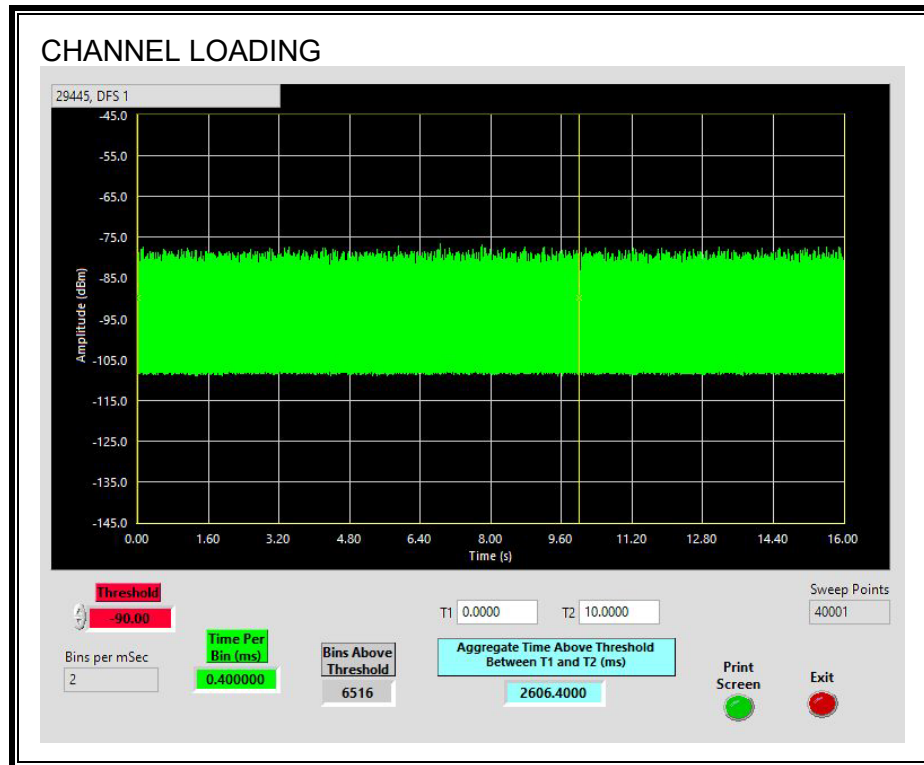 CHANNEL LOADING
29445, DFS 1
-45.0
-55.0
-65.0
-75.0
-85.0
-95.0
-105.0
-115.0
-125.0
-135.0
-145.0
Amplitude (dBm)
0.00 1.60 3.20 4.80 6.40 8.00 9.60 11.20 12.80 14.40 16.00
Time (s)
Threshold
-90.00
Bins per mSec
2
Time Per
Bin (ms)
0.400000
Bins Above
Threshold
6516
T1 0.0000 T2 10.0000
Aggregate Time Above Threshold
Between T1 and T2 (ms)
2606.4000
Sweep Points
40001
Print
Screen
Exit